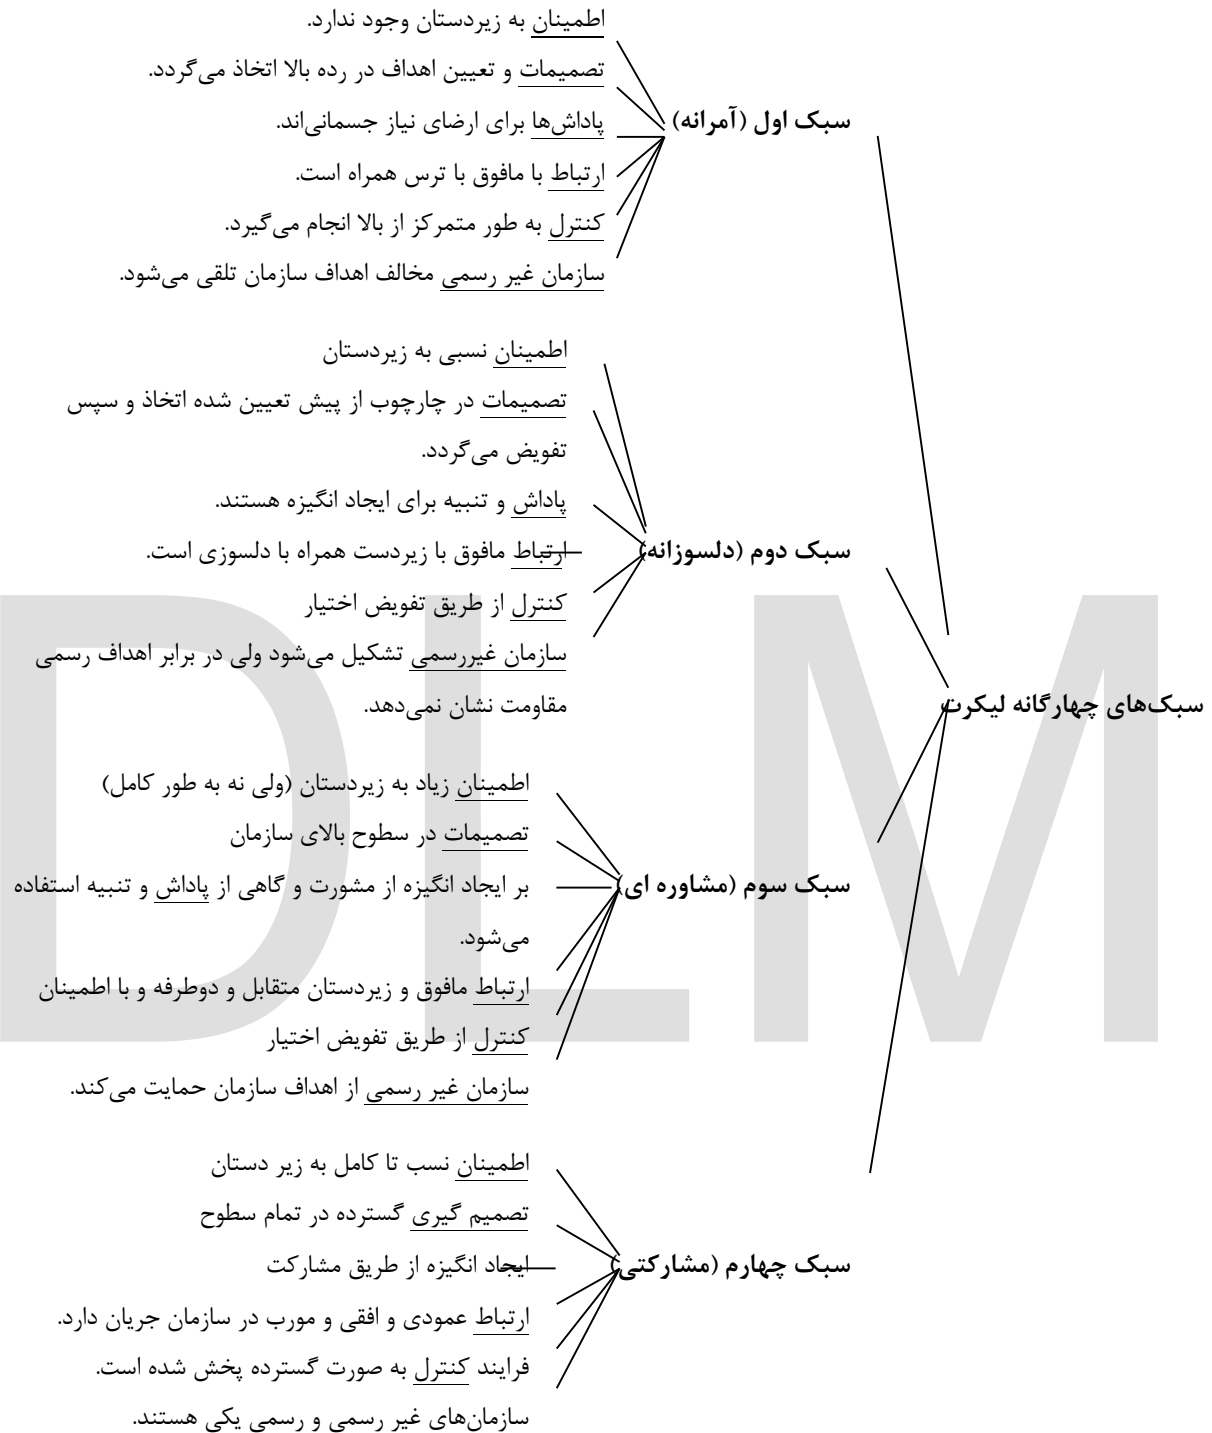 سبک‌های چهارگانه لیکرت
سبک اول (آمرانه)
اطمینان به زیردستان وجود ندارد.
تصمیمات و تعیین اهداف در رده بالا اتخاذ می‌گردد.
پاداش‌ها برای ارضای نیاز جسمانی‌اند.
ارتباط با مافوق با ترس همراه است.
کنترل به طور متمرکز از بالا انجام می‌گیرد.
سازمان غیر رسمی مخالف اهداف سازمان تلقی می‌شود.
سبک دوم (دلسوزانه)
اطمینان نسبی به زیردستان
تصمیمات در چارچوب از پیش تعیین شده اتخاذ و سپس
تفویض می‌گردد.
پاداش و تنبیه برای ایجاد انگیزه هستند.
ارتباط مافوق با زیردست همراه با دلسوزی است.
کنترل از طریق تفویض اختیار
سازمان غیررسمی تشکیل می‌شود ولی در برابر اهداف رسمی
مقاومت نشان نمی‌دهد.
سبک سوم (مشاوره ای)
اطمینان زیاد به زیردستان (ولی نه به طور کامل)
تصمیمات در سطوح بالای سازمان
بر ایجاد انگیزه از مشورت و گاهی از پاداش و تنبیه استفاده
می‌شود.
ارتباط مافوق و زیردستان متقابل و دوطرفه و با اطمینان
کنترل از طریق تفویض اختیار
سازمان غیر رسمی از اهداف سازمان حمایت می‌کند.
سبک چهارم (مشارکتی)
اطمینان نسب تا کامل به زیر دستان
تصمیم گیری گسترده در تمام سطوح
ایجاد انگیزه از طریق مشارکت
ارتباط عمودی و افقی و مورب در سازمان جریان دارد.
فرایند کنترل به صورت گسترده پخش شده است.
سازمان‌های غیر رسمی و رسمی یکی هستند.
DLM